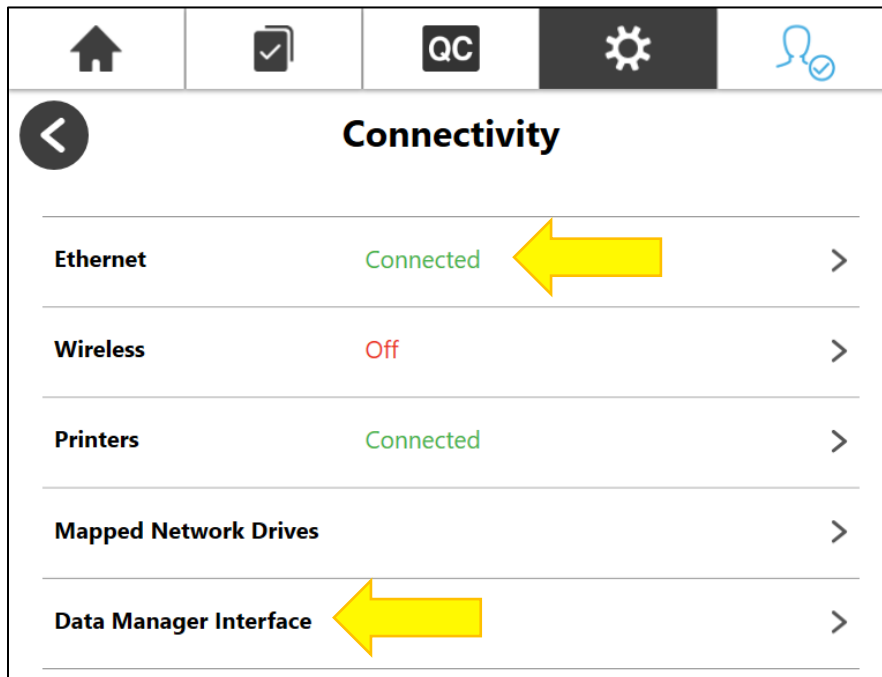 QC
Connectivity
Ethernet Connected
Wireless Off
Printers Connected
Mapped Network Drives
Data Manager Interface